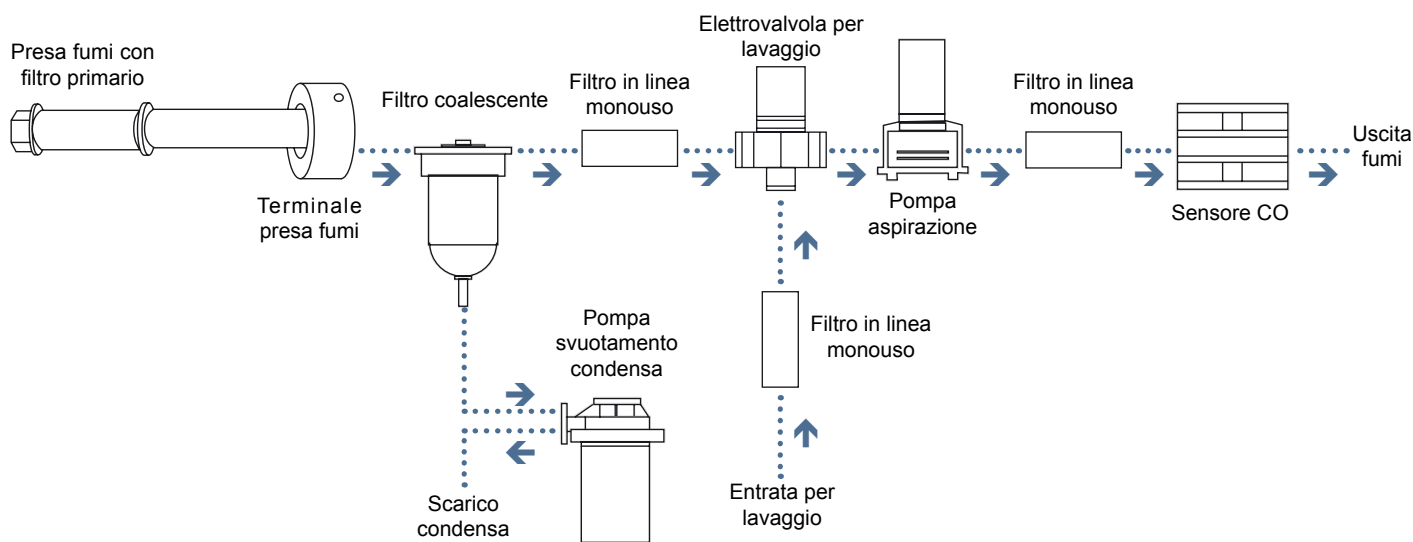 Presa fumi con
filtro primario
Terminale
presa fumi
Filtro coalescente
Filtro in linea
monouso
Elettrovalvola per
lavaggio
Pompa
aspirazione
Filtro in linea
monouso
Sensore CO
Uscita
fumi
Pompa
svuotamento
condensa
Filtro in linea
monouso
Scarico
condensa
Entrata per
lavaggio